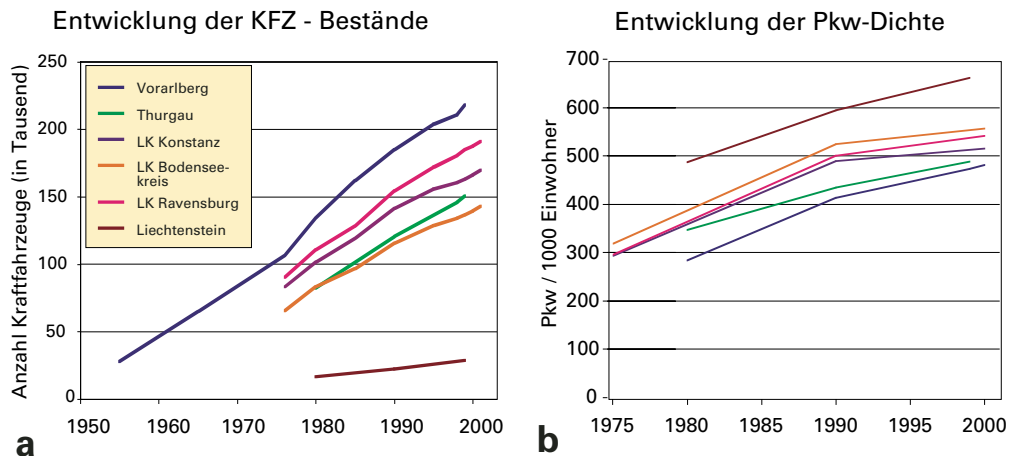 Entwicklung der KFZ - Bestände
Anzahl Kraftfahrzeuge (in Tausend)
250
200
150
100
50
0
Vorarlberg
Thurgau
LK Konstanz
LK Bodensee-
kreis
LK Ravensburg
Liechtenstein
1950 1960 1970 1980 1990 2000
a
Entwicklung der Pkw-Dichte
Pkw / 1000 Einwohner
700
600
500
400
300
200
100
0
1975 1980 1985 1990 1995 2000
b